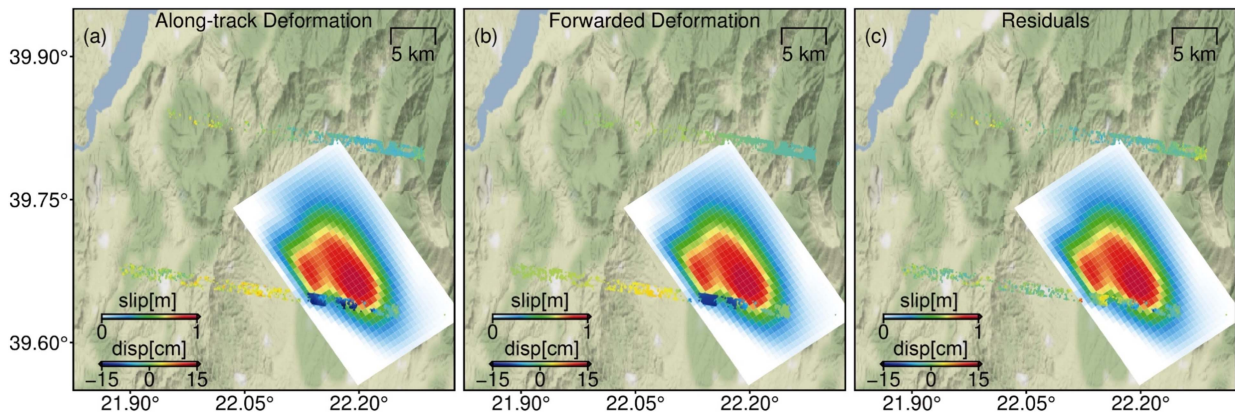 Along-track Deformation
Forwarded Deformation
Residuals
(a)
(b)
(c)
5 km
5 km
5 km
39.90°
39.75°
39.60°
slip[m]
0 1
disp[cm]
−15 0 15
slip[m]
0 1
disp[cm]
−15 0 15
slip[m]
0 1
disp[cm]
−15 0 15
21.90° 22.05° 22.20°
21.90° 22.05° 22.20°
21.90° 22.05° 22.20°